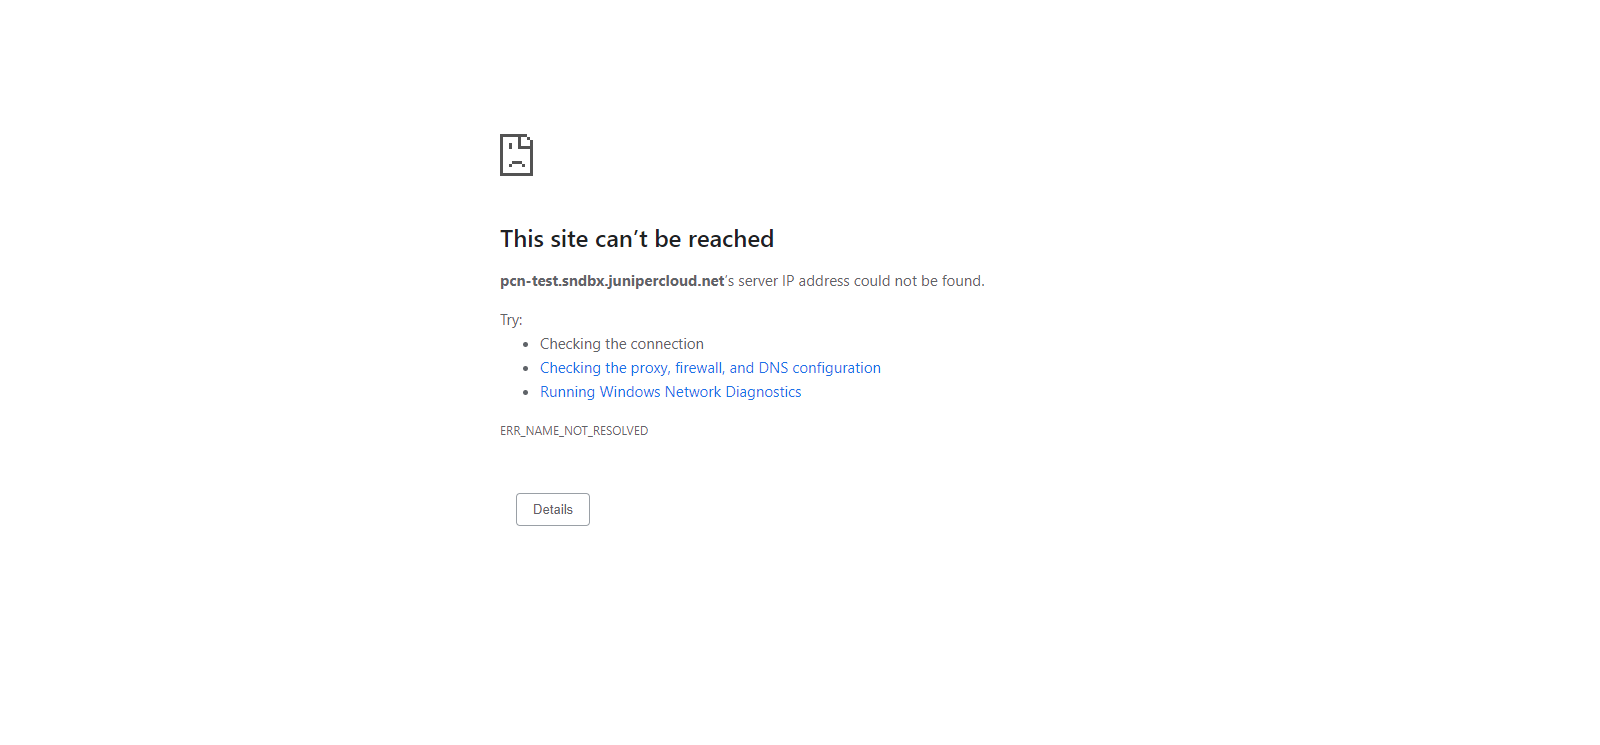 This site can’t be reached
pcn-test.sndbx.junipercloud.net’s server IP address could not be found.
Try:
Checking the connection
Checking the proxy, firewall, and DNS configuration
Running Windows Network Diagnostics
ERR_NAME_NOT_RESOLVED
Details